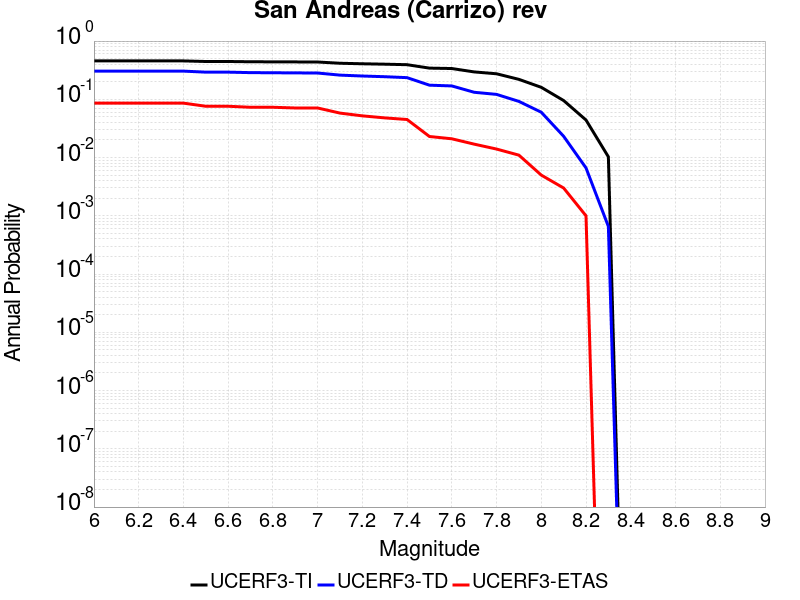 San Andreas (Carrizo) rev
Annual Probability
10^0
10^-1
10^-2
10^-3
10^-4
10^-5
10^-6
10^-7
10^-8
6 6.2 6.4 6.6 6.8 7 7.2 7.4 7.6 7.8 8 8.2 8.4 8.6 8.8 9
Magnitude
UCERF3-TI UCERF3-TD UCERF3-ETAS